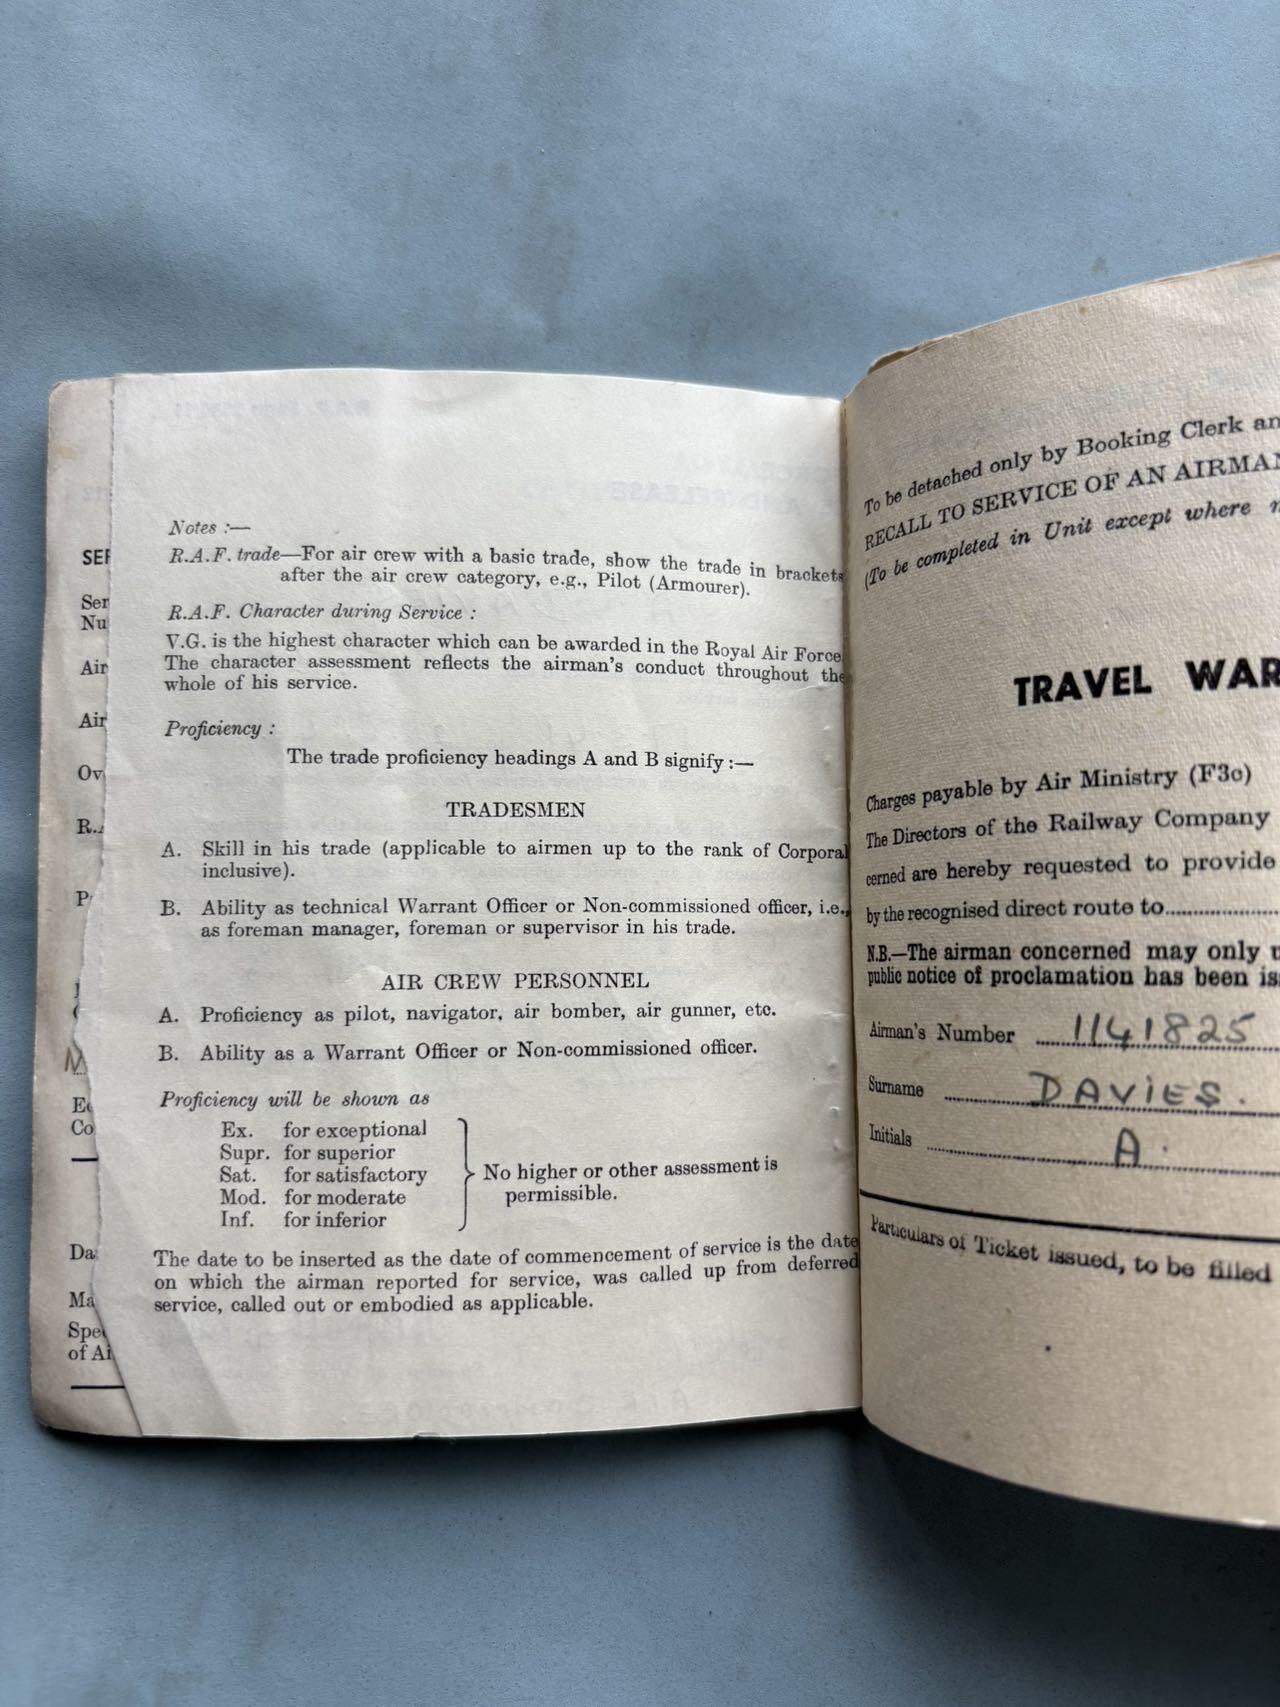 SER
Ser
Nu
Air
Air
Ov
R.A
P
Co
Da
Ma
Spe
of Ai
Notes :—
R.A.F. trade—For air crew with a basic trade, show the trade in brackets
after the air crew category, e.g., Pilot (Armourer).
R.A.F. Character during Service :
V.G. is the highest character which can be awarded in the Royal Air Force
The character assessment reflects the airman's conduct throughout the
whole of his service.
Proficiency :
The trade proficiency headings A and B signify :—
TRADESMEN
A. Skill in his trade (applicable to airmen up to the rank of Corporal
inclusive).
B. Ability as technical Warrant Officer or Non-commissioned officer, i.e.,
as foreman manager, foreman or supervisor in his trade.
AIR CREW PERSONNEL
A. Proficiency as pilot, navigator, air bomber, air gunner, etc.
B. Ability as a Warrant Officer or Non-commissioned officer.
Proficiency will be shown as
Ex. for exceptional
Supr. for superior
Sat. for satisfactory
Mod. for moderate
Inf. for inferior
No higher or other assessment is
permissible.
The date to be inserted as the date of commencement of service is the date
on which the airman reported for service, was called up from deferred
service, called out or embodied as applicable.
To be detached only by Booking Clerk an
RECALL TO SERVICE OF AN AIRMAN
(To be completed in Unit except where n
TRAVEL WAR
Charges payable by Air Ministry (F3c)
The Directors of the Railway Company
cerned are hereby requested to provide
by the recognised direct route to
N.B.—The airman concerned may only u
public notice of proclamation has been is
Airman's Number 1141825
Surname DAVIES.
Initials A.
Particulars of Ticket issued, to be filled